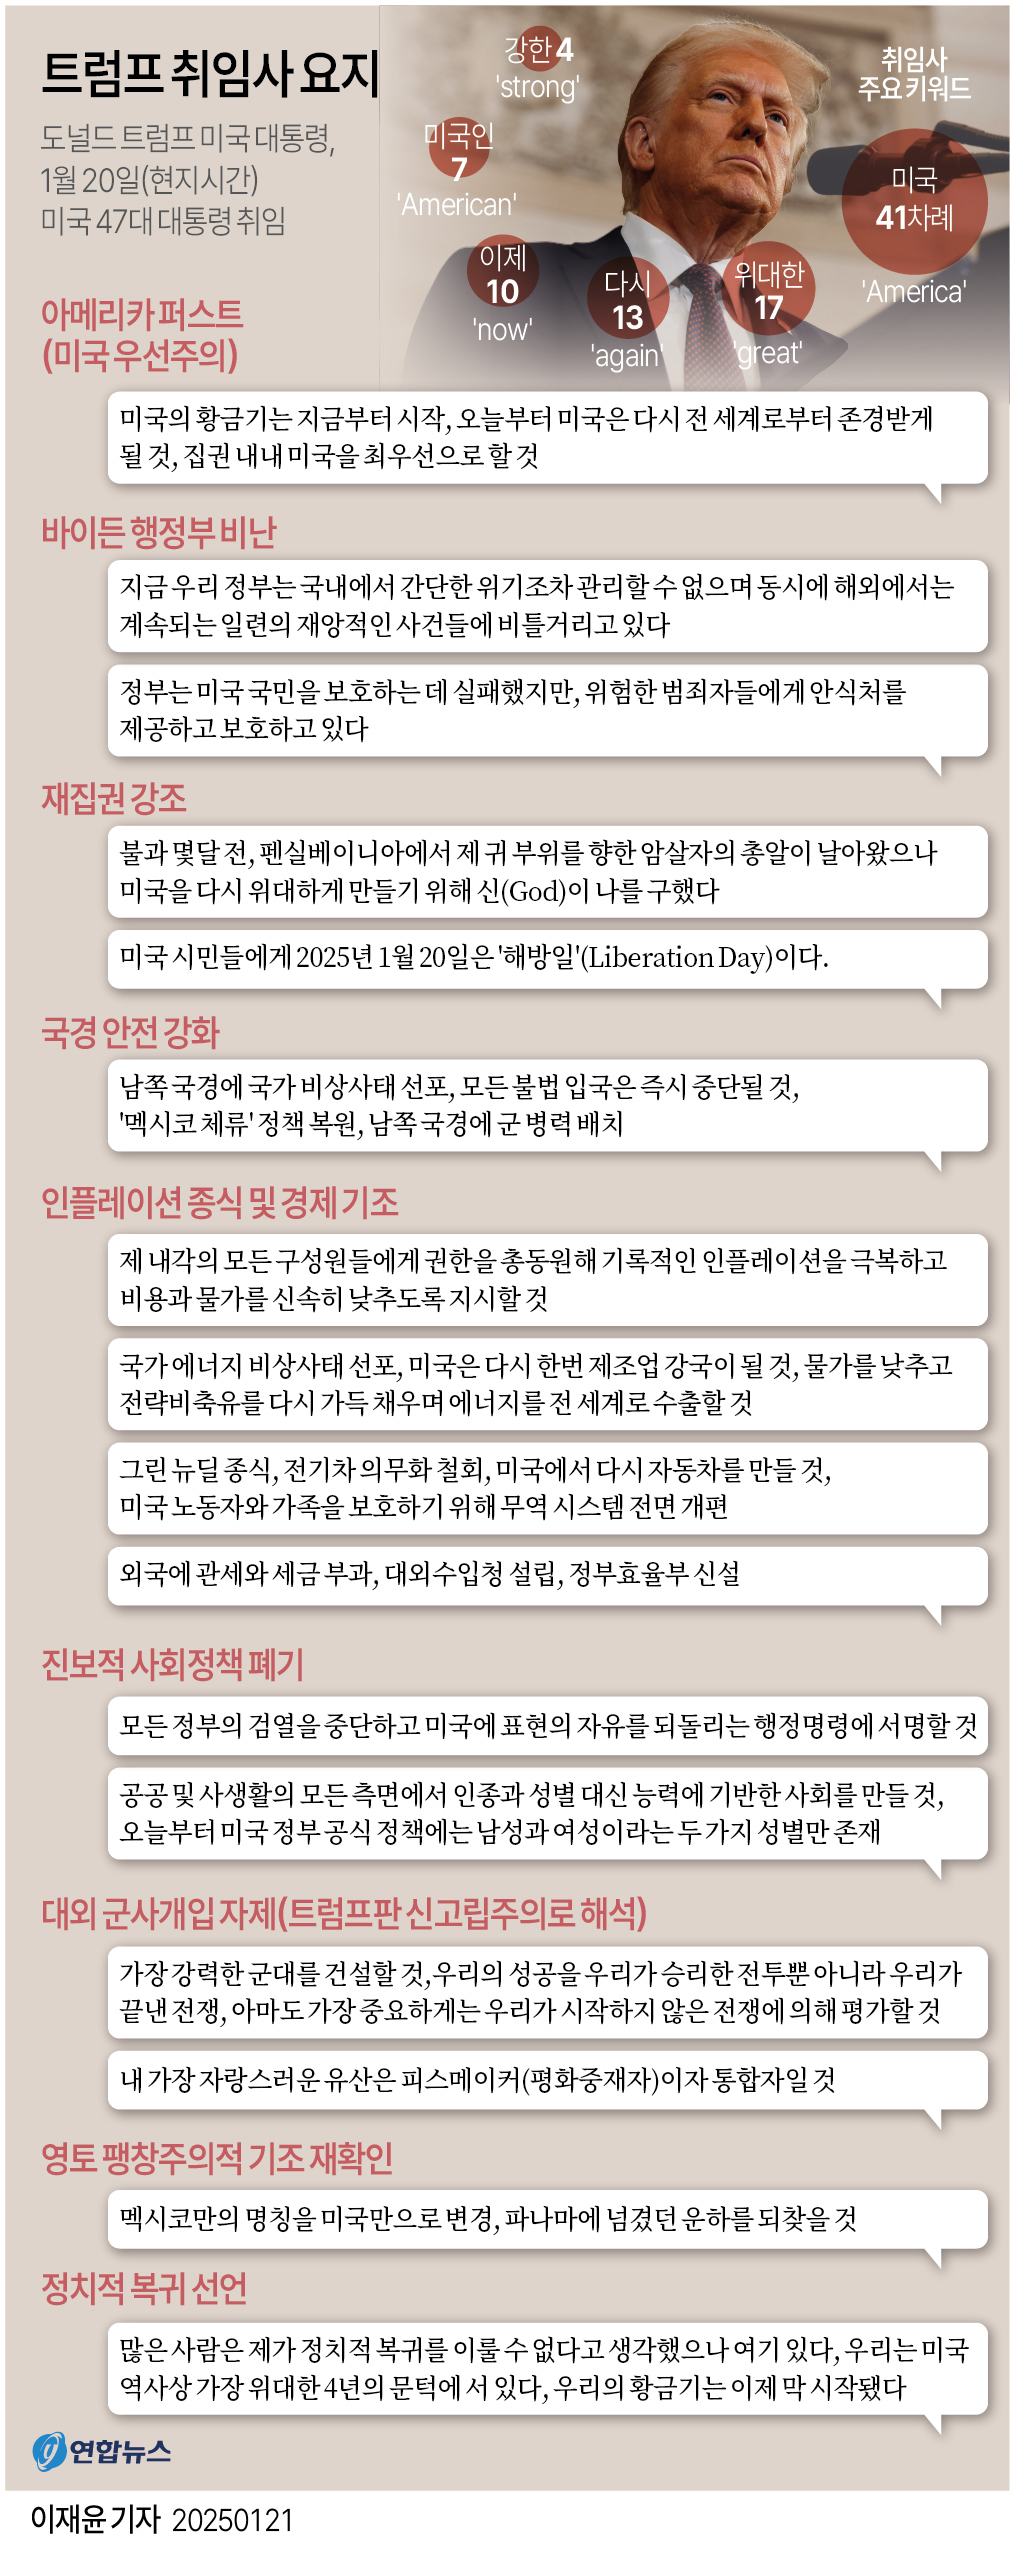 트럼프 취임사 요지
도널드 트럼프 미국 대통령,
1월 20일(현지시간)
미국 47대 대통령 취임
취임사
주요 키워드
강한 4
'strong'
미국인
7
'American'
이제
10
'now'
다시
13
'again'
위대한
17
'great'
미국
41차례
'America'
아메리카 퍼스트
(미국 우선주의)
미국의 황금기는 지금부터 시작, 오늘부터 미국은 다시 전 세계로부터 존경받게
될 것, 집권 내내 미국을 최우선으로 할 것
바이든 행정부 비난
지금 우리 정부는 국내에서 간단한 위기조차 관리할 수 없으며 동시에 해외에서는
계속되는 일련의 재앙적인 사건들에 비틀거리고 있다
정부는 미국 국민을 보호하는 데 실패했지만, 위험한 범죄자들에게 안식처를
제공하고 보호하고 있다
재집권 강조
불과 몇달 전, 펜실베이니아에서 제 귀 부위를 향한 암살자의 총알이 날아왔으나
미국을 다시 위대하게 만들기 위해 신(God)이 나를 구했다
미국 시민들에게 2025년 1월 20일은 '해방일'(Liberation Day)이다.
국경 안전 강화
남쪽 국경에 국가 비상사태 선포, 모든 불법 입국은 즉시 중단될 것,
'멕시코 체류' 정책 복원, 남쪽 국경에 군 병력 배치
인플레이션 종식 및 경제 기조
제 내각의 모든 구성원들에게 권한을 총동원해 기록적인 인플레이션을 극복하고
비용과 물가를 신속히 낮추도록 지시할 것
국가 에너지 비상사태 선포, 미국은 다시 한번 제조업 강국이 될 것, 물가를 낮추고
전략비축유를 다시 가득 채우며 에너지를 전 세계로 수출할 것
그린 뉴딜 종식, 전기차 의무화 철회, 미국에서 다시 자동차를 만들 것,
미국 노동자와 가족을 보호하기 위해 무역 시스템 전면 개편
외국에 관세와 세금 부과, 대외수입청 설립, 정부효율부 신설
진보적 사회정책 폐기
모든 정부의 검열을 중단하고 미국에 표현의 자유를 되돌리는 행정명령에 서명할 것
공공 및 사생활의 모든 측면에서 인종과 성별 대신 능력에 기반한 사회를 만들 것,
오늘부터 미국 정부 공식 정책에는 남성과 여성이라는 두 가지 성별만 존재
대외 군사개입 자제(트럼프판 신고립주의로 해석)
가장 강력한 군대를 건설할 것,우리의 성공을 우리가 승리한 전투뿐 아니라 우리가
끝낸 전쟁, 아마도 가장 중요하게는 우리가 시작하지 않은 전쟁에 의해 평가할 것
내 가장 자랑스러운 유산은 피스메이커(평화중재자)이자 통합자일 것
영토 팽창주의적 기조 재확인
멕시코만의 명칭을 미국만으로 변경, 파나마에 넘겼던 운하를 되찾을 것
정치적 복귀 선언
많은 사람은 제가 정치적 복귀를 이룰 수 없다고 생각했으나 여기 있다, 우리는 미국
역사상 가장 위대한 4년의 문턱에 서 있다, 우리의 황금기는 이제 막 시작됐다
연합뉴스
이재윤 기자 20250121